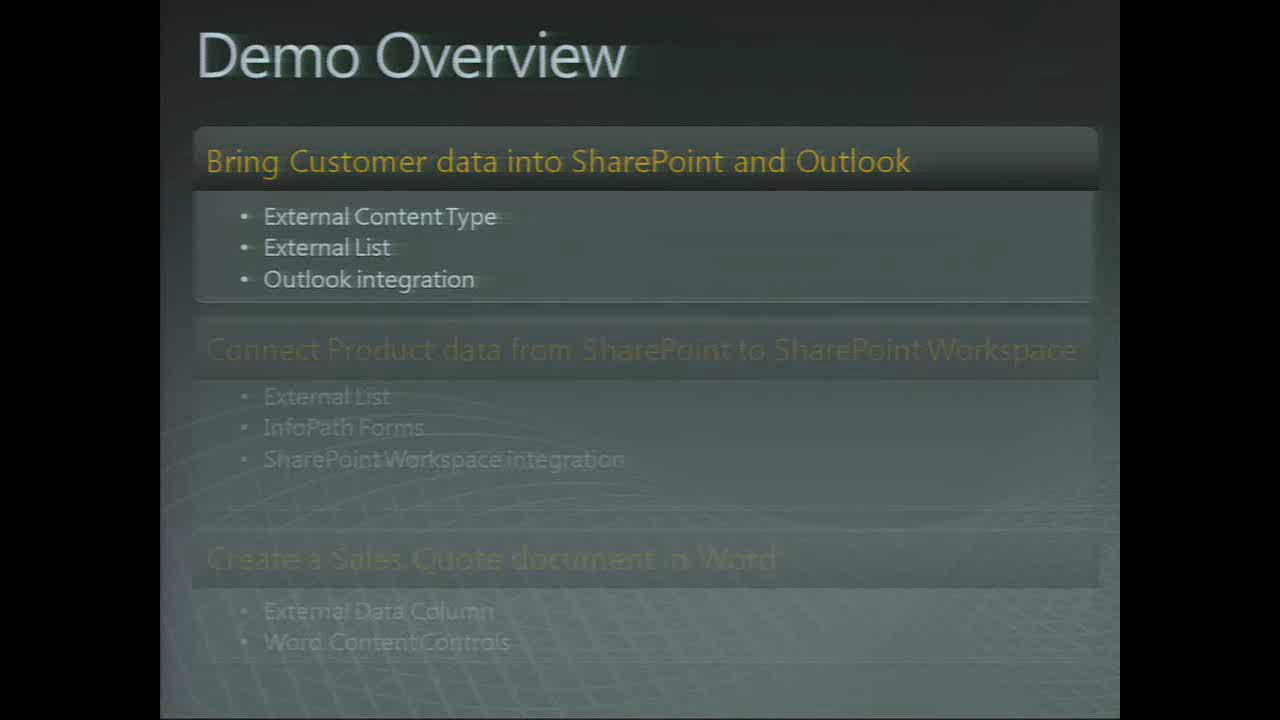 Demo Overview
Bring Customer data into SharePoint and Outlook
• External Content Type
• External List
• Outlook integration
Connect Product data from SharePoint to SharePoint Workspace
• External List
• InfoPath Forms
• SharePoint Workspace integration
Create a Sales Quote document in Word
• External Data Column
• Word Content Controls